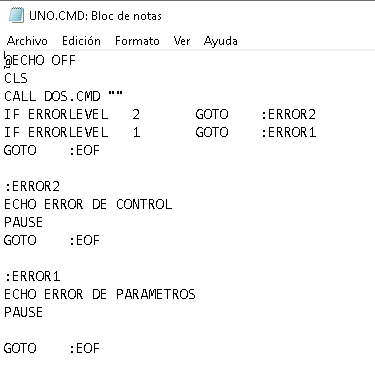 UNO.CMD: Bloc de notas
Archivo Edición Formato Ver Ayuda
@ECHO OFF
CLS
CALL DOS.CMD ""
IF ERRORLEVEL 2 GOTO :ERROR2
IF ERRORLEVEL 1 GOTO :ERROR1
GOTO :EOF
:ERROR2
ECHO ERROR DE CONTROL
PAUSE
GOTO :EOF
:ERROR1
ECHO ERROR DE PARAMETROS
PAUSE
GOTO :EOF